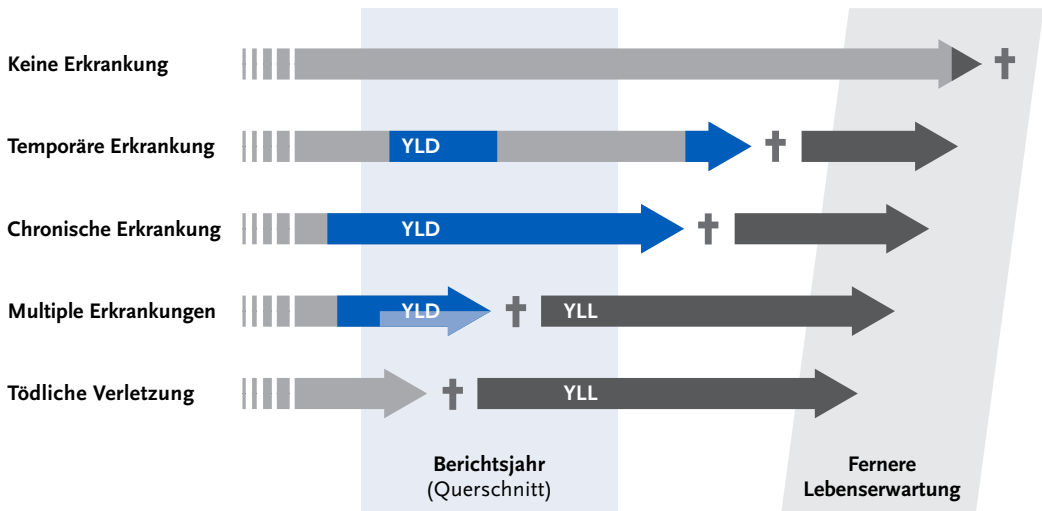 Keine Erkrankung
Temporäre Erkrankung
YLD
Chronische Erkrankung
YLD
Multiple Erkrankungen
YLD
YLL
Tödliche Verletzung
YLL
Berichtsjahr
(Querschnitt)
Fernere
Lebenserwartung